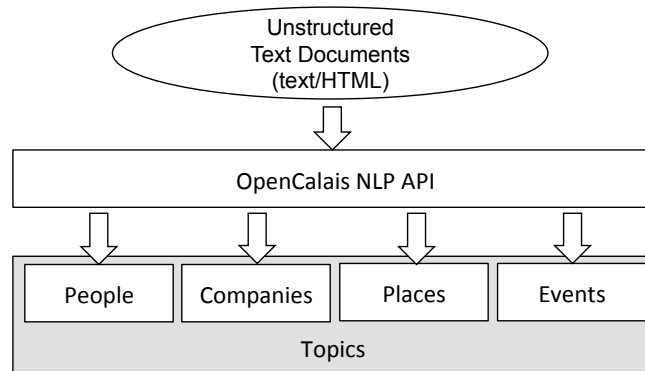 Unstructured
Text Documents
(text/HTML)
OpenCalais NLP API
People Companies Places Events
Topics